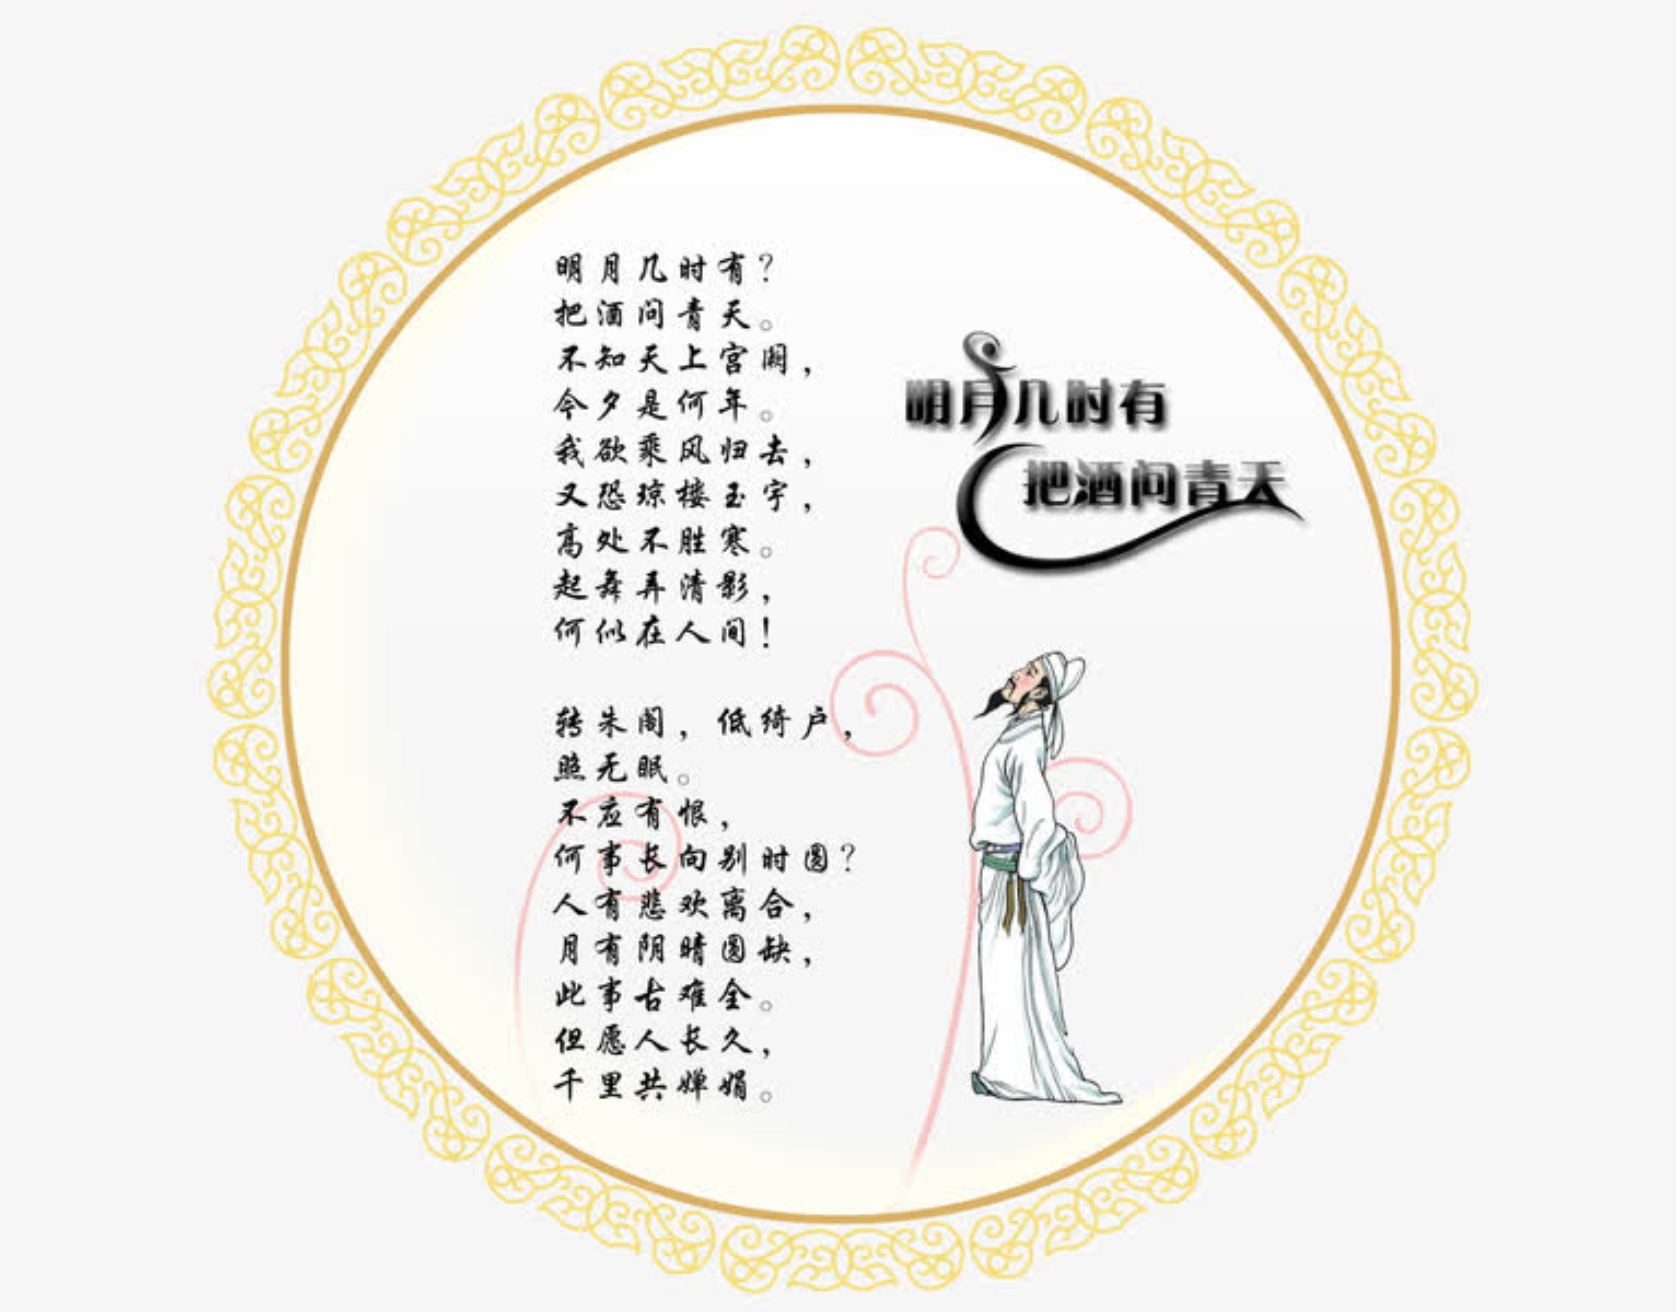 明月几时有？
把酒问青天。
不知天上宫阙，
今夕是何年。
我欲乘风归去，
又恐琼楼玉宇，
高处不胜寒。
起舞弄清影，
何似在人间！
转朱阁，低绮户，
照无眠。
不应有恨，
何事长向别时圆？
人有悲欢离合，
月有阴晴圆缺，
此事古难全。
但愿人长久，
千里共婵娟。
明月几时有
把酒问青天